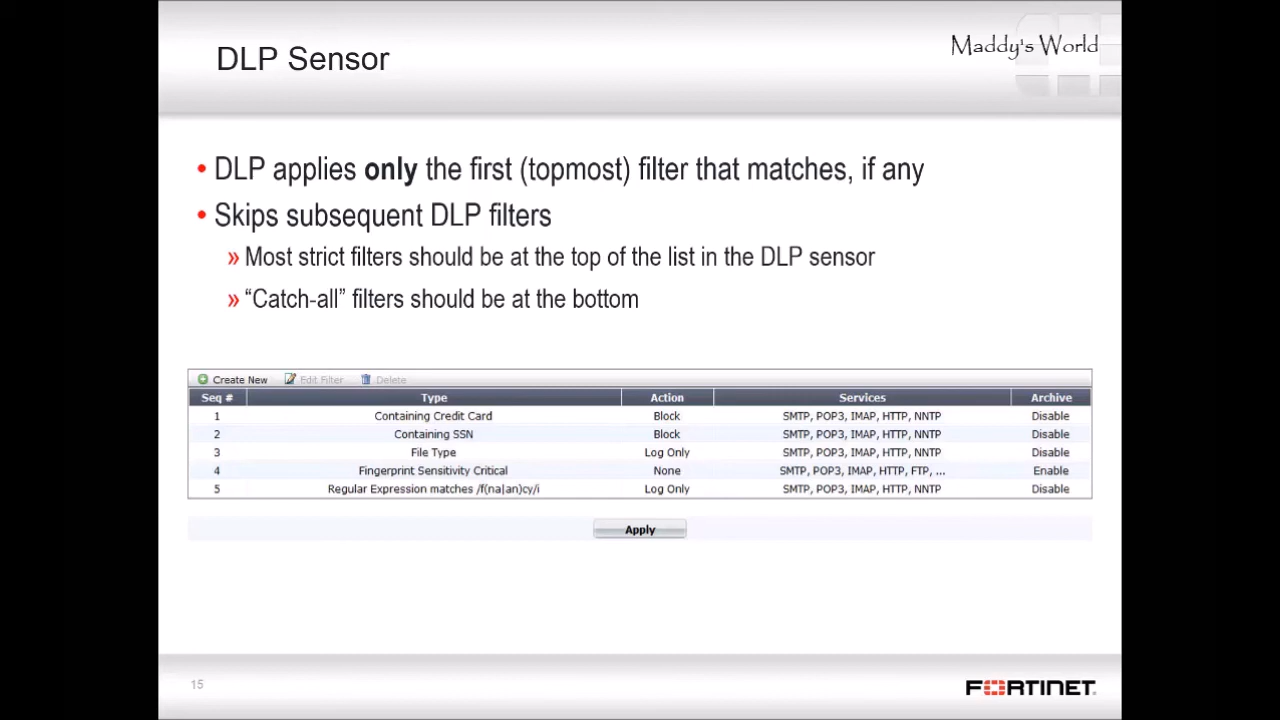 DLP Sensor
Maddy's World
• DLP applies only the first (topmost) filter that matches, if any
• Skips subsequent DLP filters
» Most strict filters should be at the top of the list in the DLP sensor
» “Catch-all” filters should be at the bottom
Create New Edit Filter Delete
Seq # Type Action Services Archive
1 Containing Credit Card Block SMTP, POP3, IMAP, HTTP, NNTP Disable
2 Containing SSN Block SMTP, POP3, IMAP, HTTP, NNTP Disable
3 File Type Log Only SMTP, POP3, IMAP, HTTP, NNTP Disable
4 Fingerprint Sensitivity Critical None SMTP, POP3, IMAP, HTTP, FTP, ... Enable
5 Regular Expression matches /f(na|an)cy/i Log Only SMTP, POP3, IMAP, HTTP, NNTP Disable
Apply
15
FORTINET